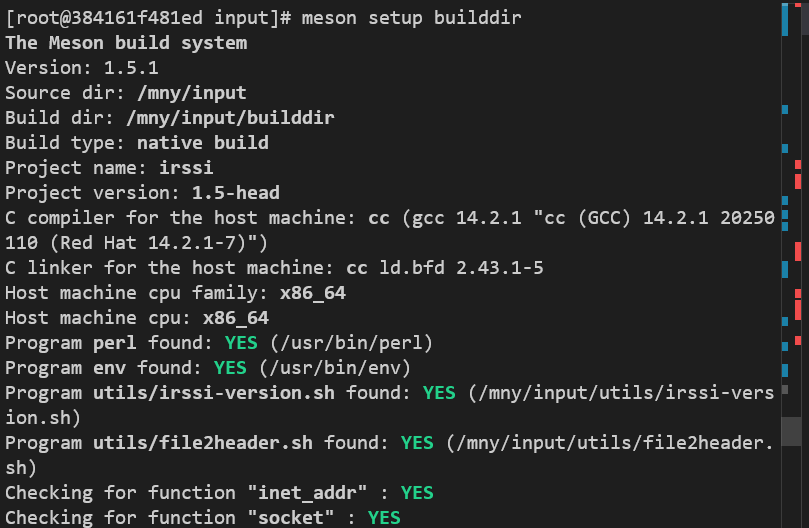 [root@384161f481ed input]# meson setup builddir
The Meson build system
Version: 1.5.1
Source dir: /mny/input
Build dir: /mny/input/builddir
Build type: native build
Project name: irssi
Project version: 1.5-head
C compiler for the host machine: cc (gcc 14.2.1 "cc (GCC) 14.2.1 20250
110 (Red Hat 14.2.1-7)")
C linker for the host machine: cc ld.bfd 2.43.1-5
Host machine cpu family: x86_64
Host machine cpu: x86_64
Program perl found: YES (/usr/bin/perl)
Program env found: YES (/usr/bin/env)
Program utils/irssi-version.sh found: YES (/mny/input/utils/irssi-vers
ion.sh)
Program utils/file2header.sh found: YES (/mny/input/utils/file2header.
sh)
Checking for function "inet_addr" : YES
Checking for function "socket" : YES